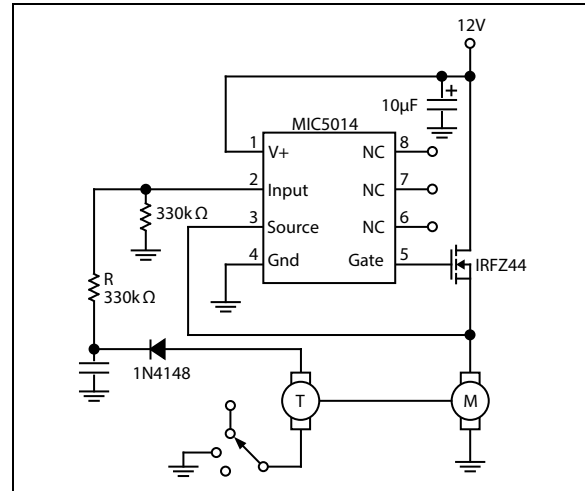 12V
+
10µF
MIC5014
1 V+ NC 8
2 Input NC 7
330kΩ
3 Source NC 6
4 Gnd Gate 5
IRFZ44
R
330kΩ
1N4148
T
M